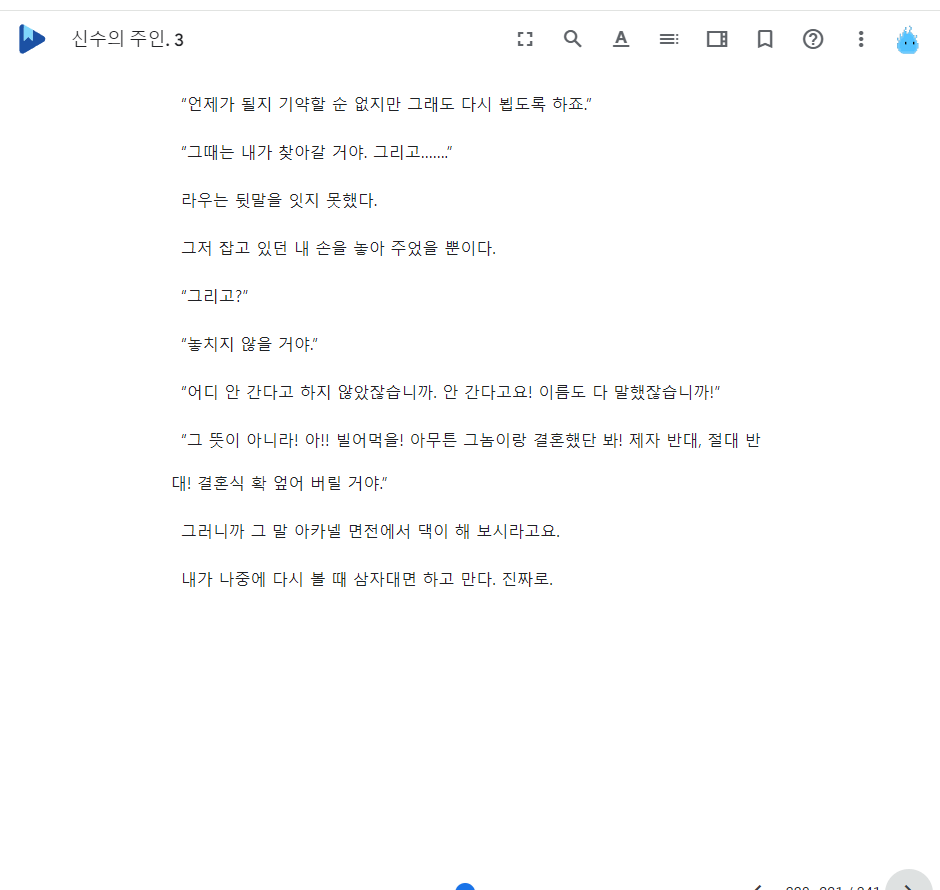 신수의 주인. 3
“언제가 될지 기약할 순 없지만 그래도 다시 뵙도록 하죠.”
“그때는 내가 찾아갈 거야. 그리고.......”
라우는 뒷말을 잇지 못했다.
그저 잡고 있던 내 손을 놓아 주었을 뿐이다.
“그리고?”
“놓치지 않을 거야.”
“어디 안 간다고 하지 않았잖습니까. 안 간다고요! 이름도 다 말했잖습니까!”
“그 뜻이 아니라! 아!! 빌어먹을! 아무튼 그놈이랑 결혼했단 봐! 제자 반대, 절대 반
대! 결혼식 확 엎어 버릴 거야.”
그러니까 그 말 아카넬 면전에서 댁이 해 보시라고요.
내가 나중에 다시 볼 때 삼자대면 하고 만다. 진짜로.